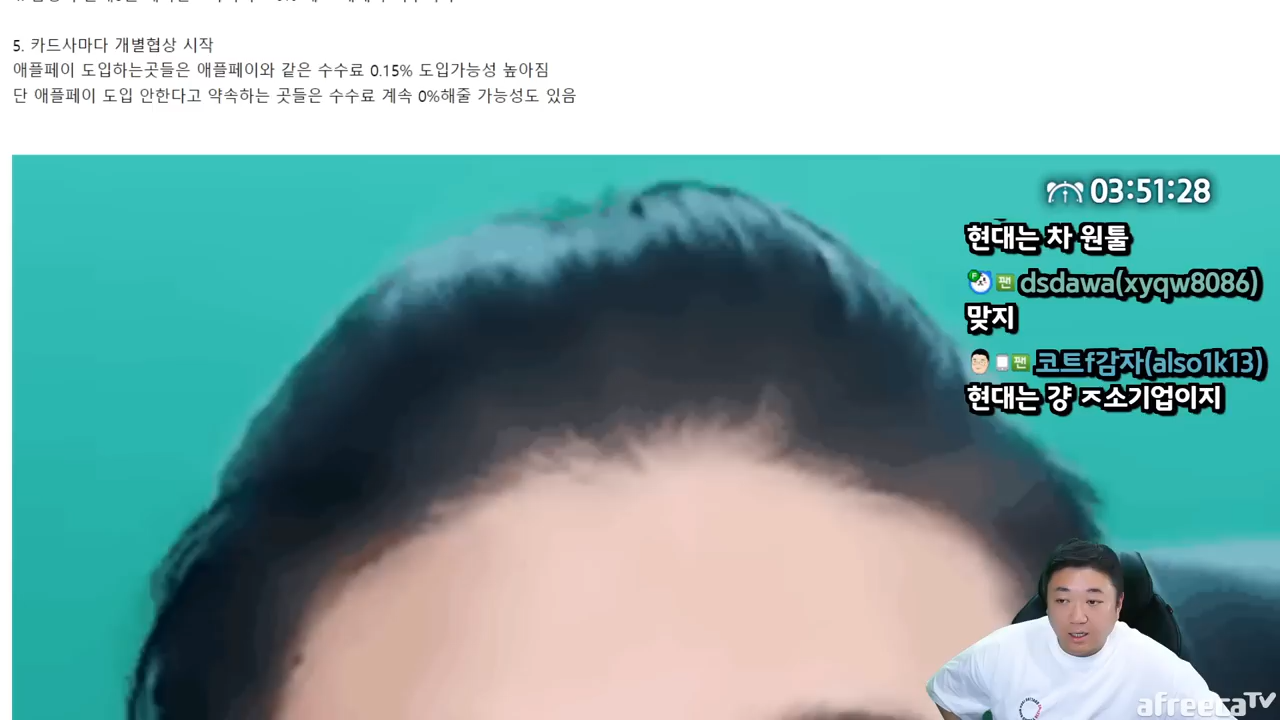 5. 카드사마다 개별협상 시작
애플페이 도입하는곳들은 애플페이와 같은 수수료 0.15% 도입가능성 높아짐
단 애플페이 도입 안한다고 약속하는 곳들은 수수료 계속 0%해줄 가능성도 있음
03:51:28
현대는 차 원툴
팬 dsdawa(xyqw8086)
맞지
팬 코트f감자(also1k13)
현대는 걍 ㅈ소기업이지
afreecaTV